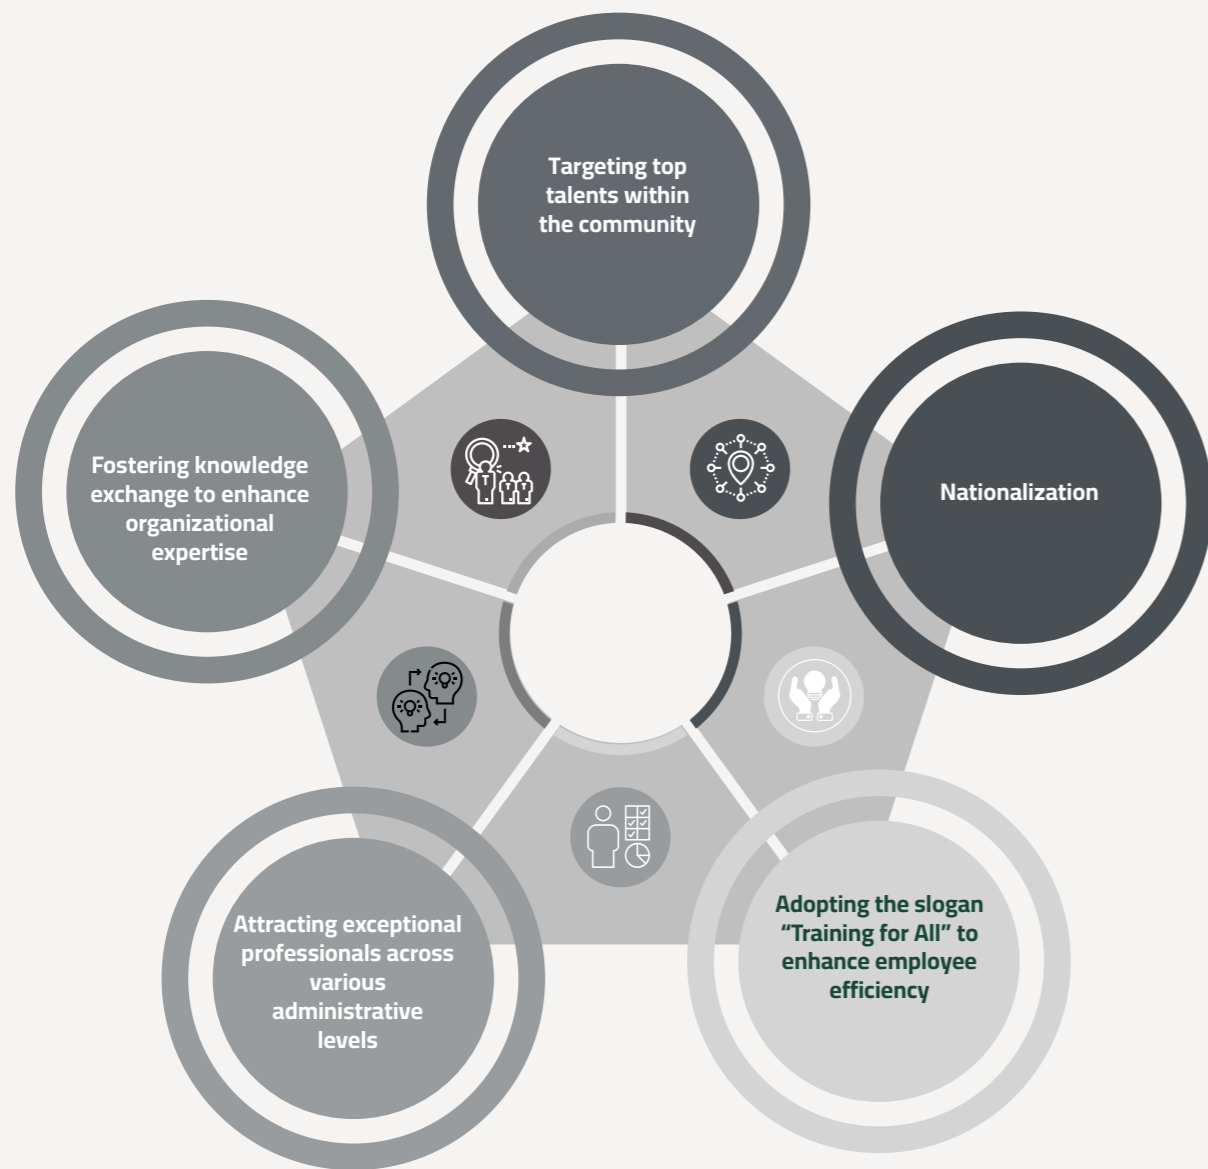 Targeting top
talents within
the community
Nationalization
Fostering knowledge
exchange to enhance
organizational
expertise
Attracting exceptional
professionals across
various
administrative
levels
Adopting the slogan
“Training for All” to
enhance employee
efficiency